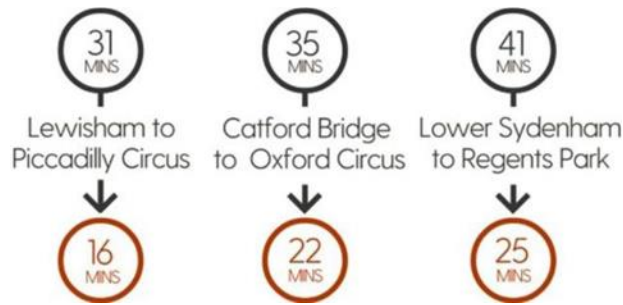 31
MINS
Lewisham to
Piccadilly Circus
16
MINS
35
MINS
Catford Bridge
to Oxford Circus
22
MINS
41
MINS
Lower Sydenham
to Regents Park
25
MINS